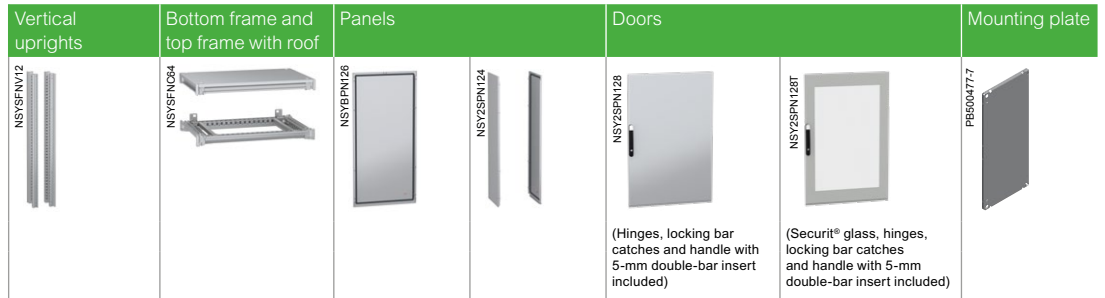 Vertical
uprights
Bottom frame and
top frame with roof
Panels
Doors
Mounting plate
NSYSFNV12
NSYSFNC64
NSYBPN126
NSY2SPN124
NSY2SPN128
NSY2SPN128T
PB500477-7
(Hinges, locking bar
catches and handle with
5-mm double-bar insert
included)
(Securit® glass, hinges,
locking bar catches
and handle with 5-mm
double-bar insert included)